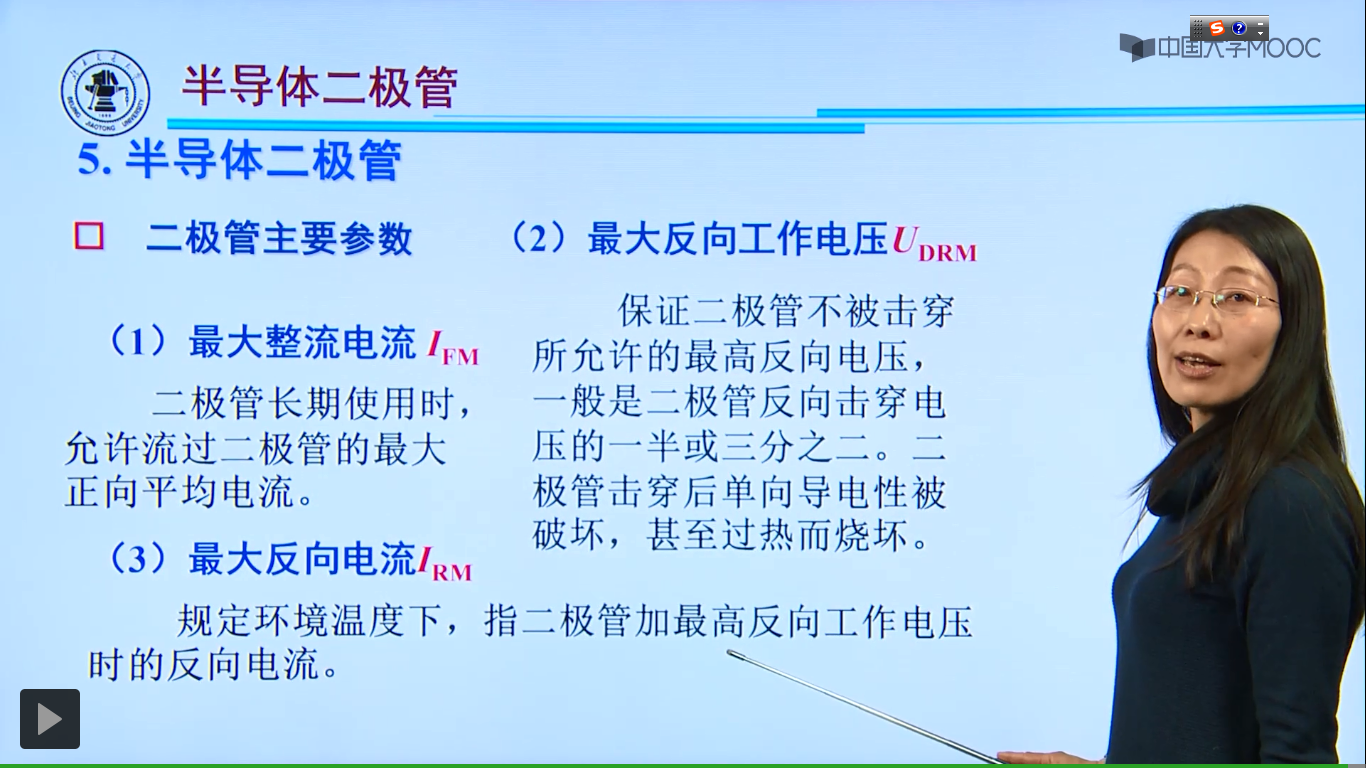 中国大学MOOC
半导体二极管
5. 半导体二极管
二极管主要参数
（1）最大整流电流 I FM
二极管长期使用时，
允许流过二极管的最大
正向平均电流。
（2）最大反向工作电压U DRM
保证二极管不被击穿
所允许的最高反向电压，
一般是二极管反向击穿电
压的一半或三分之二。二
极管击穿后单向导电性被
破坏，甚至过热而烧坏。
（3）最大反向电流I RM
规定环境温度下，指二极管加最高反向工作电压
时的反向电流。
BEIJING JIAOTONG UNIVERSITY